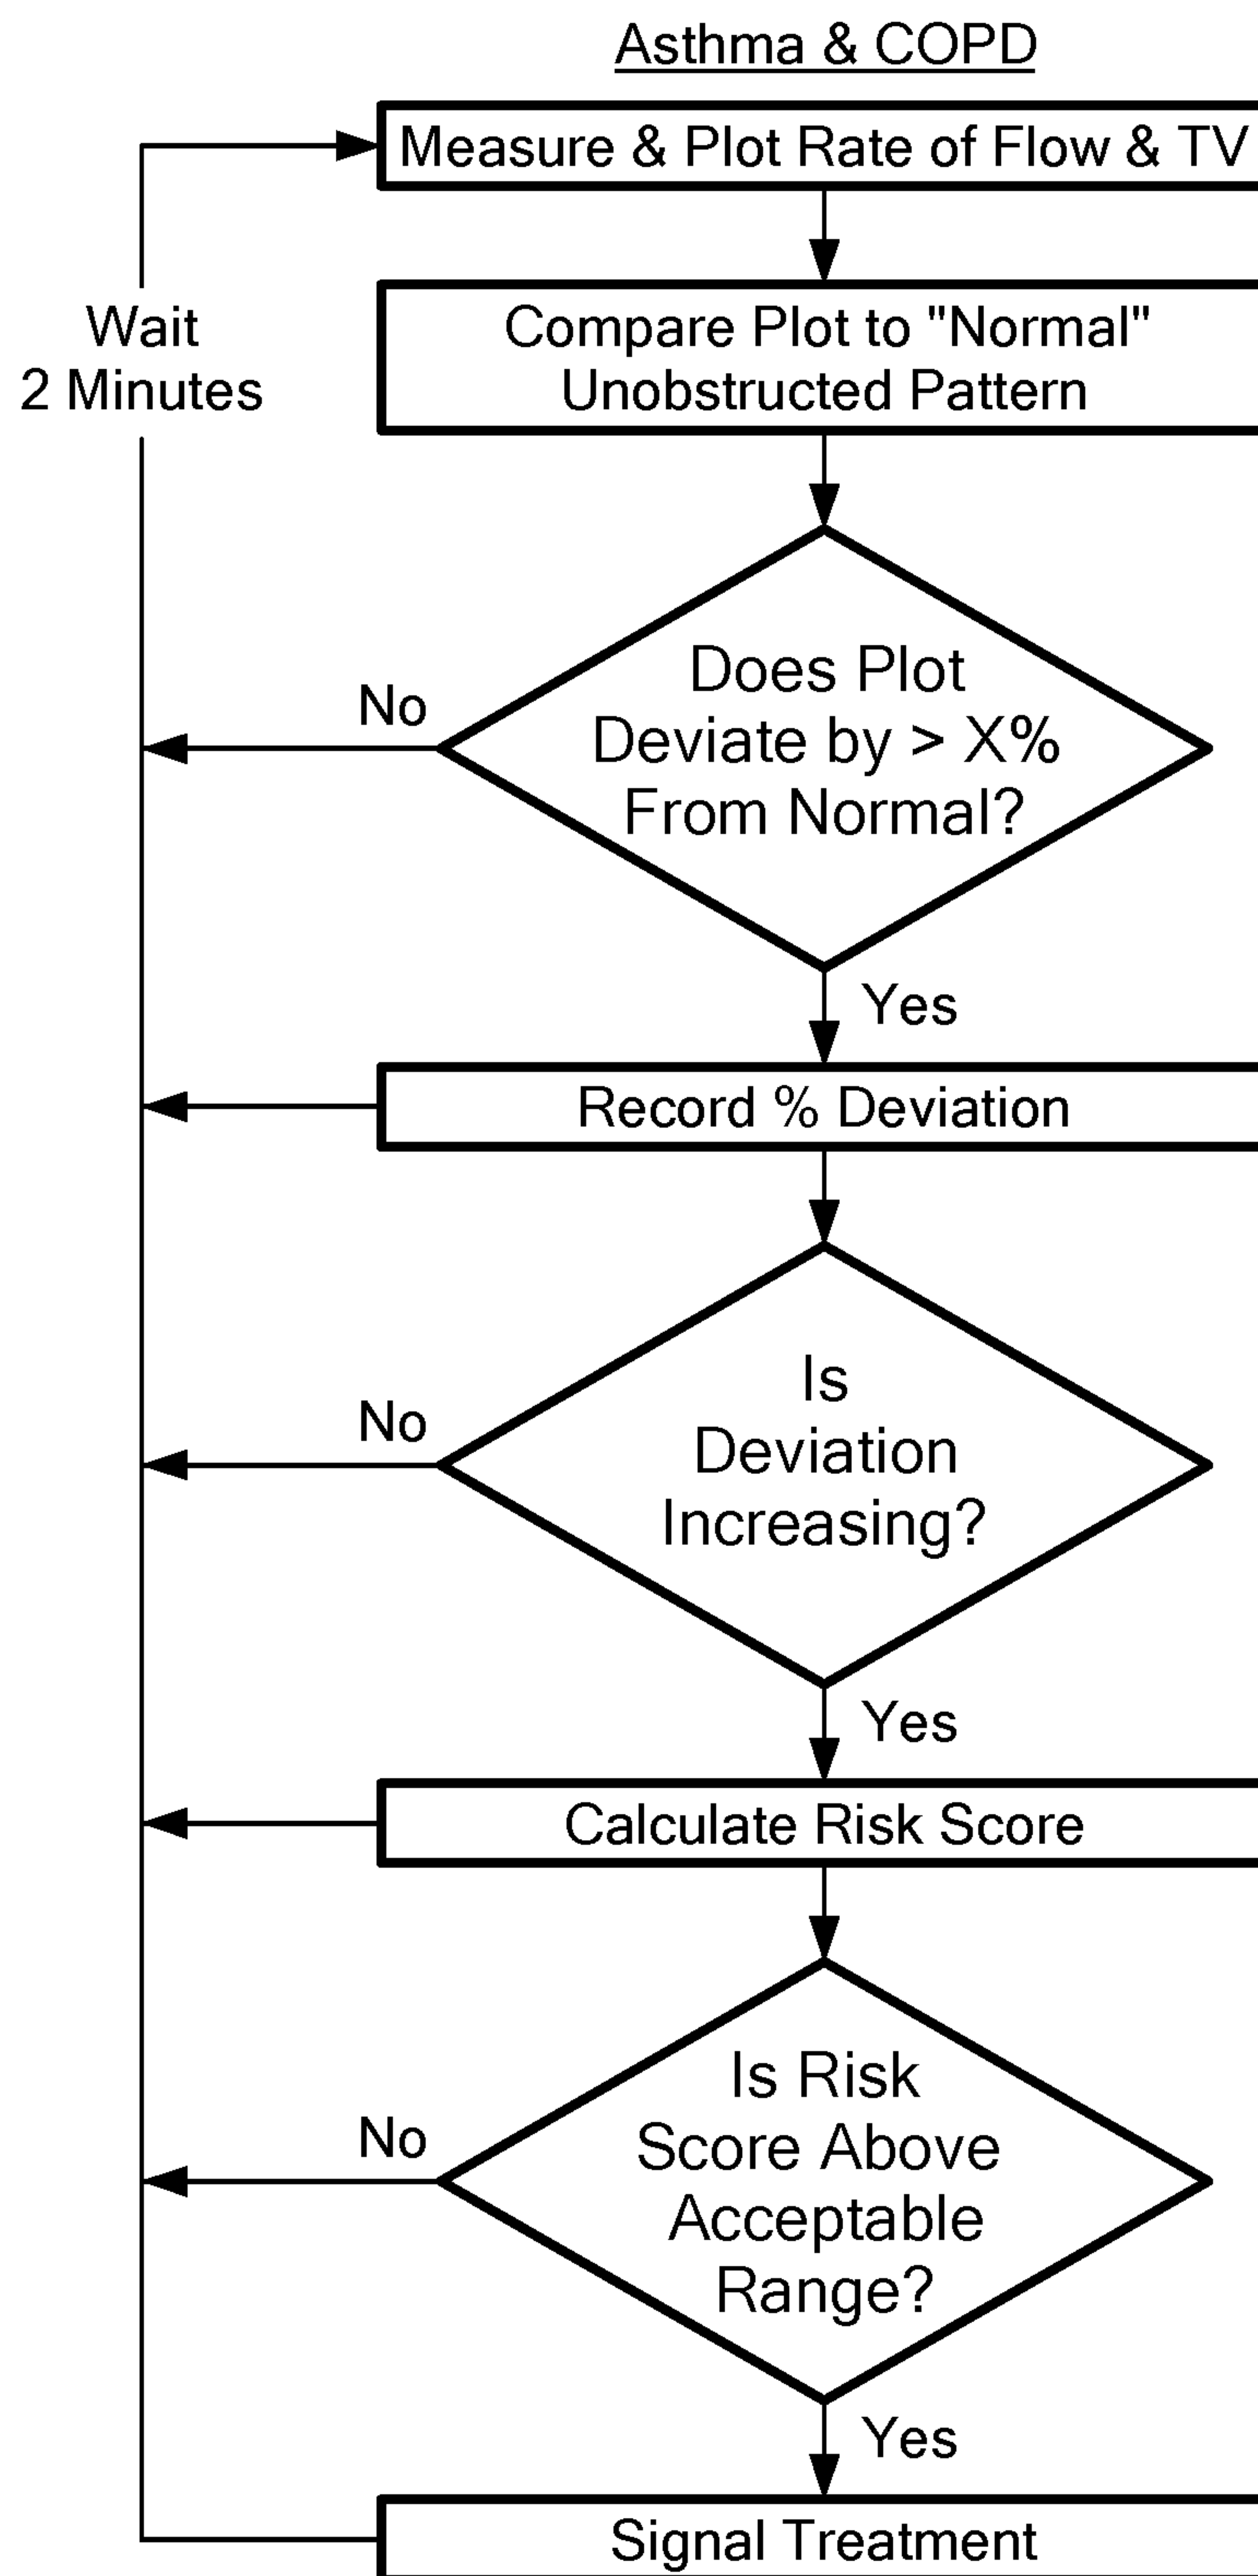 Asthma & COPD
Measure & Plot Rate of Flow & TV
Wait
2 Minutes
Compare Plot to "Normal"
Unobstructed Pattern
Does Plot
Deviate by > X%
From Normal?
No
Yes
Record % Deviation
Is
Deviation
Increasing?
No
Yes
Calculate Risk Score
Is Risk
Score Above
Acceptable
Range?
No
Yes
Signal Treatment